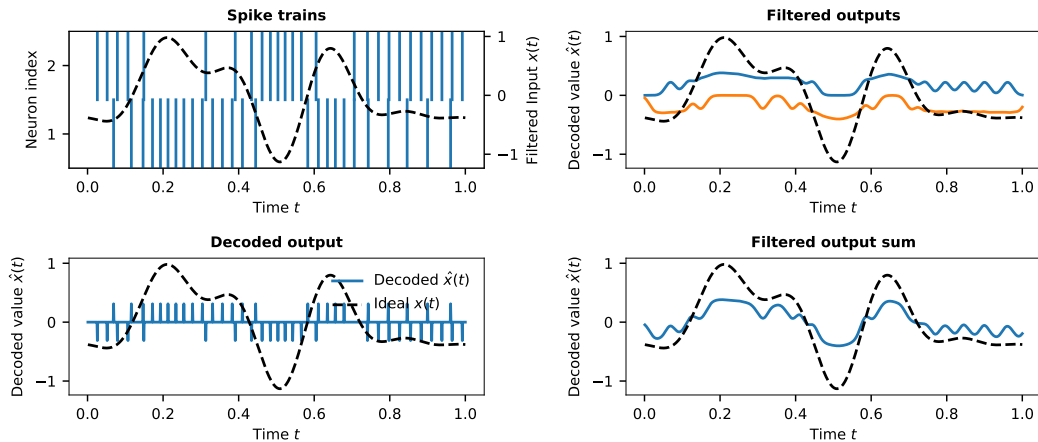 Spike trains
Neuron index
2
1
1
0
−1
Filtered Input x(t)
0.0 0.2 0.4 0.6 0.8 1.0
Time t
Filtered outputs
Decoded value x̂(t)
1
0
−1
0.0 0.2 0.4 0.6 0.8 1.0
Time t
Decoded output
Decoded value x̂(t)
1
0
−1
Decoded x̂(t)
Ideal x(t)
0.0 0.2 0.4 0.6 0.8 1.0
Time t
Filtered output sum
Decoded value x̂(t)
1
0
−1
0.0 0.2 0.4 0.6 0.8 1.0
Time t